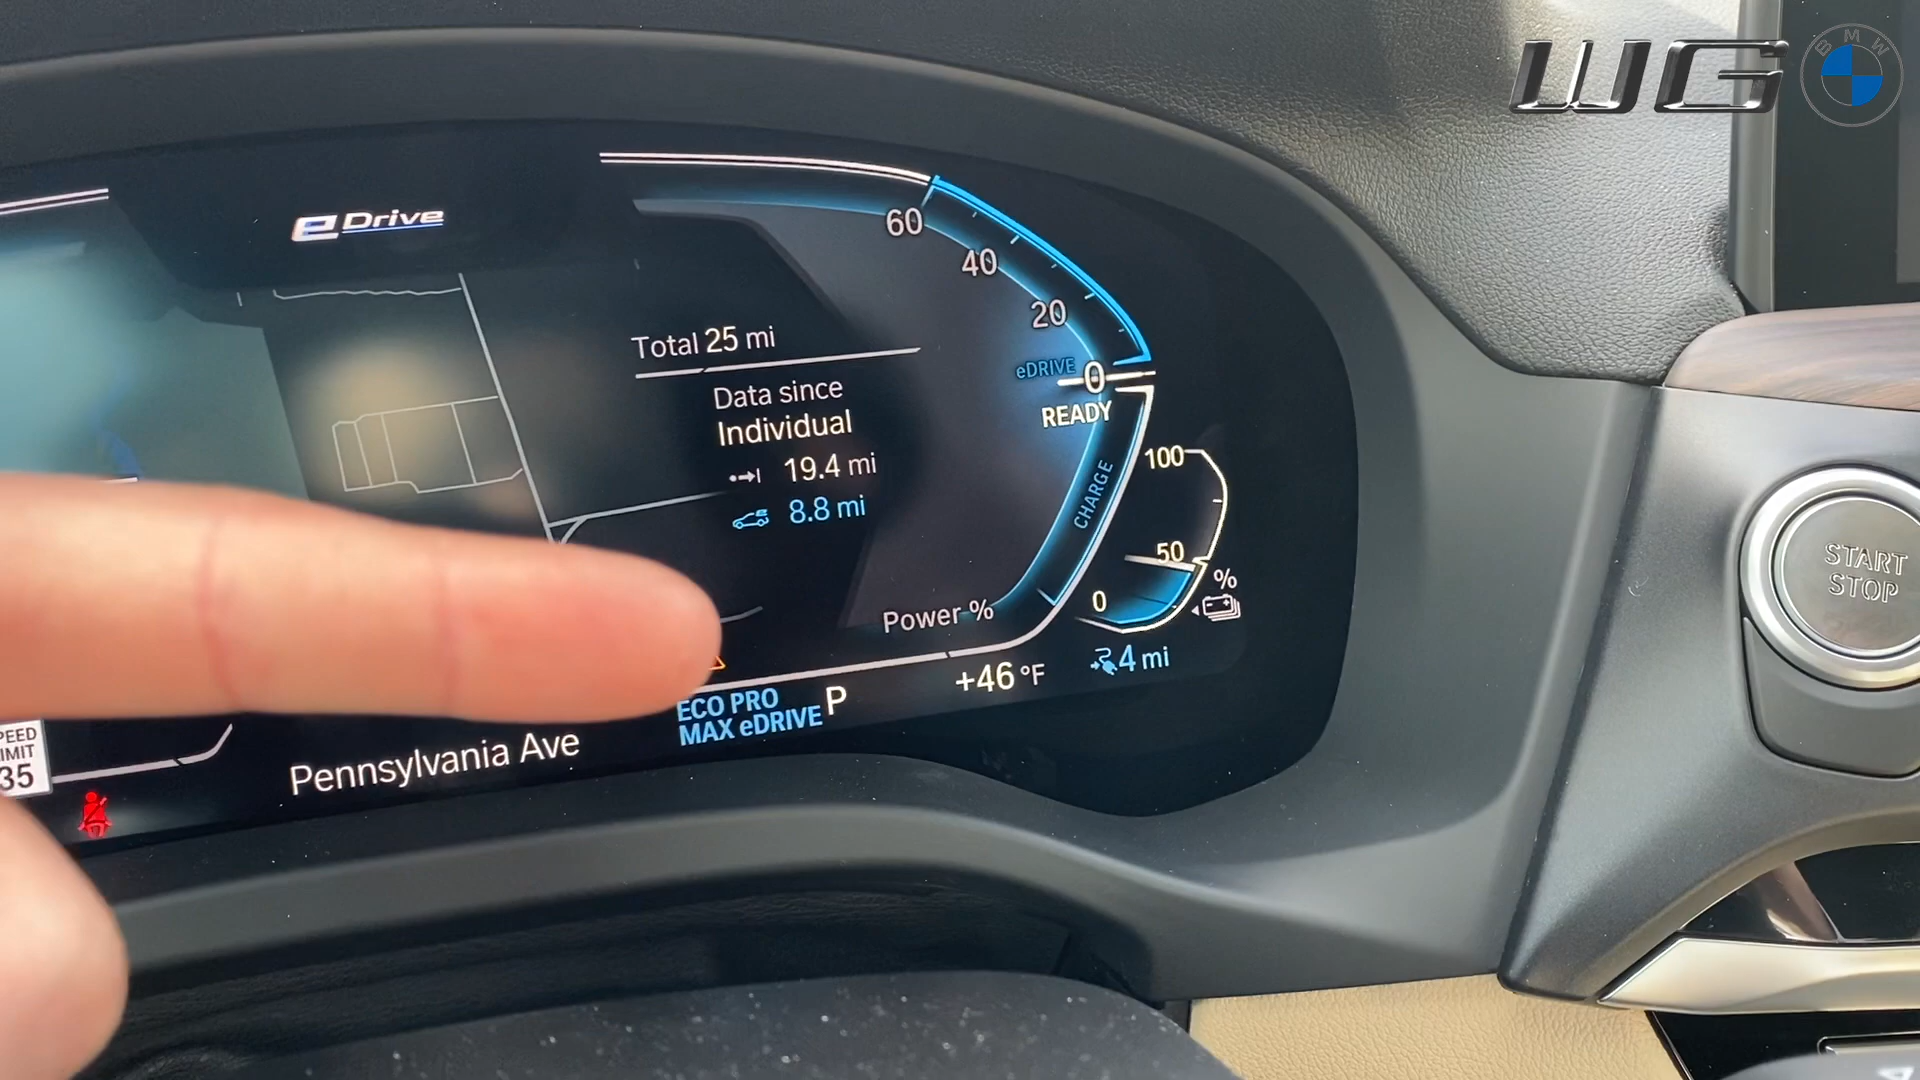 WG
BMW
eDrive
60
40
20
Total 25 mi
eDRIVE 0
READY
Data since
Individual
19.4 mi
8.8 mi
CHARGE
100
50
0
%
Power %
START
STOP
+46 °F
4 mi
ECO PRO
MAX eDRIVE
P
Pennsylvania Ave
35